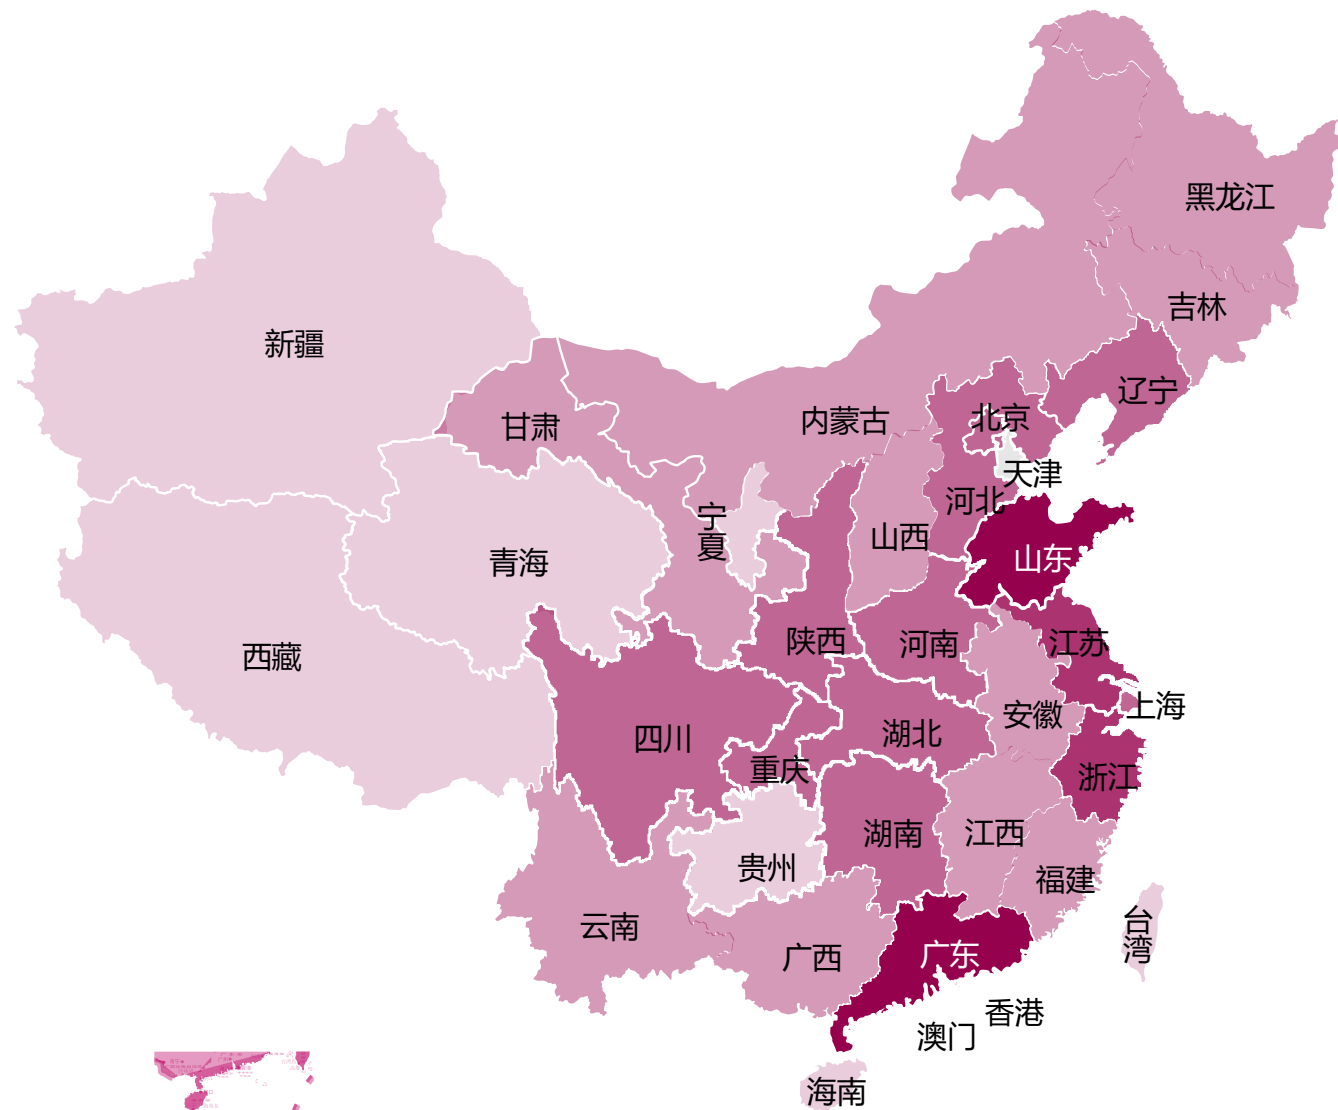 黑龙江
吉林
新疆
辽宁
内蒙古
北京
甘肃
天津
河北
宁夏
山西
山东
青海
陕西
河南
江苏
西藏
上海
安徽
四川
湖北
重庆
浙江
湖南
江西
贵州
福建
云南
台湾
广东
广西
香港
澳门
海南